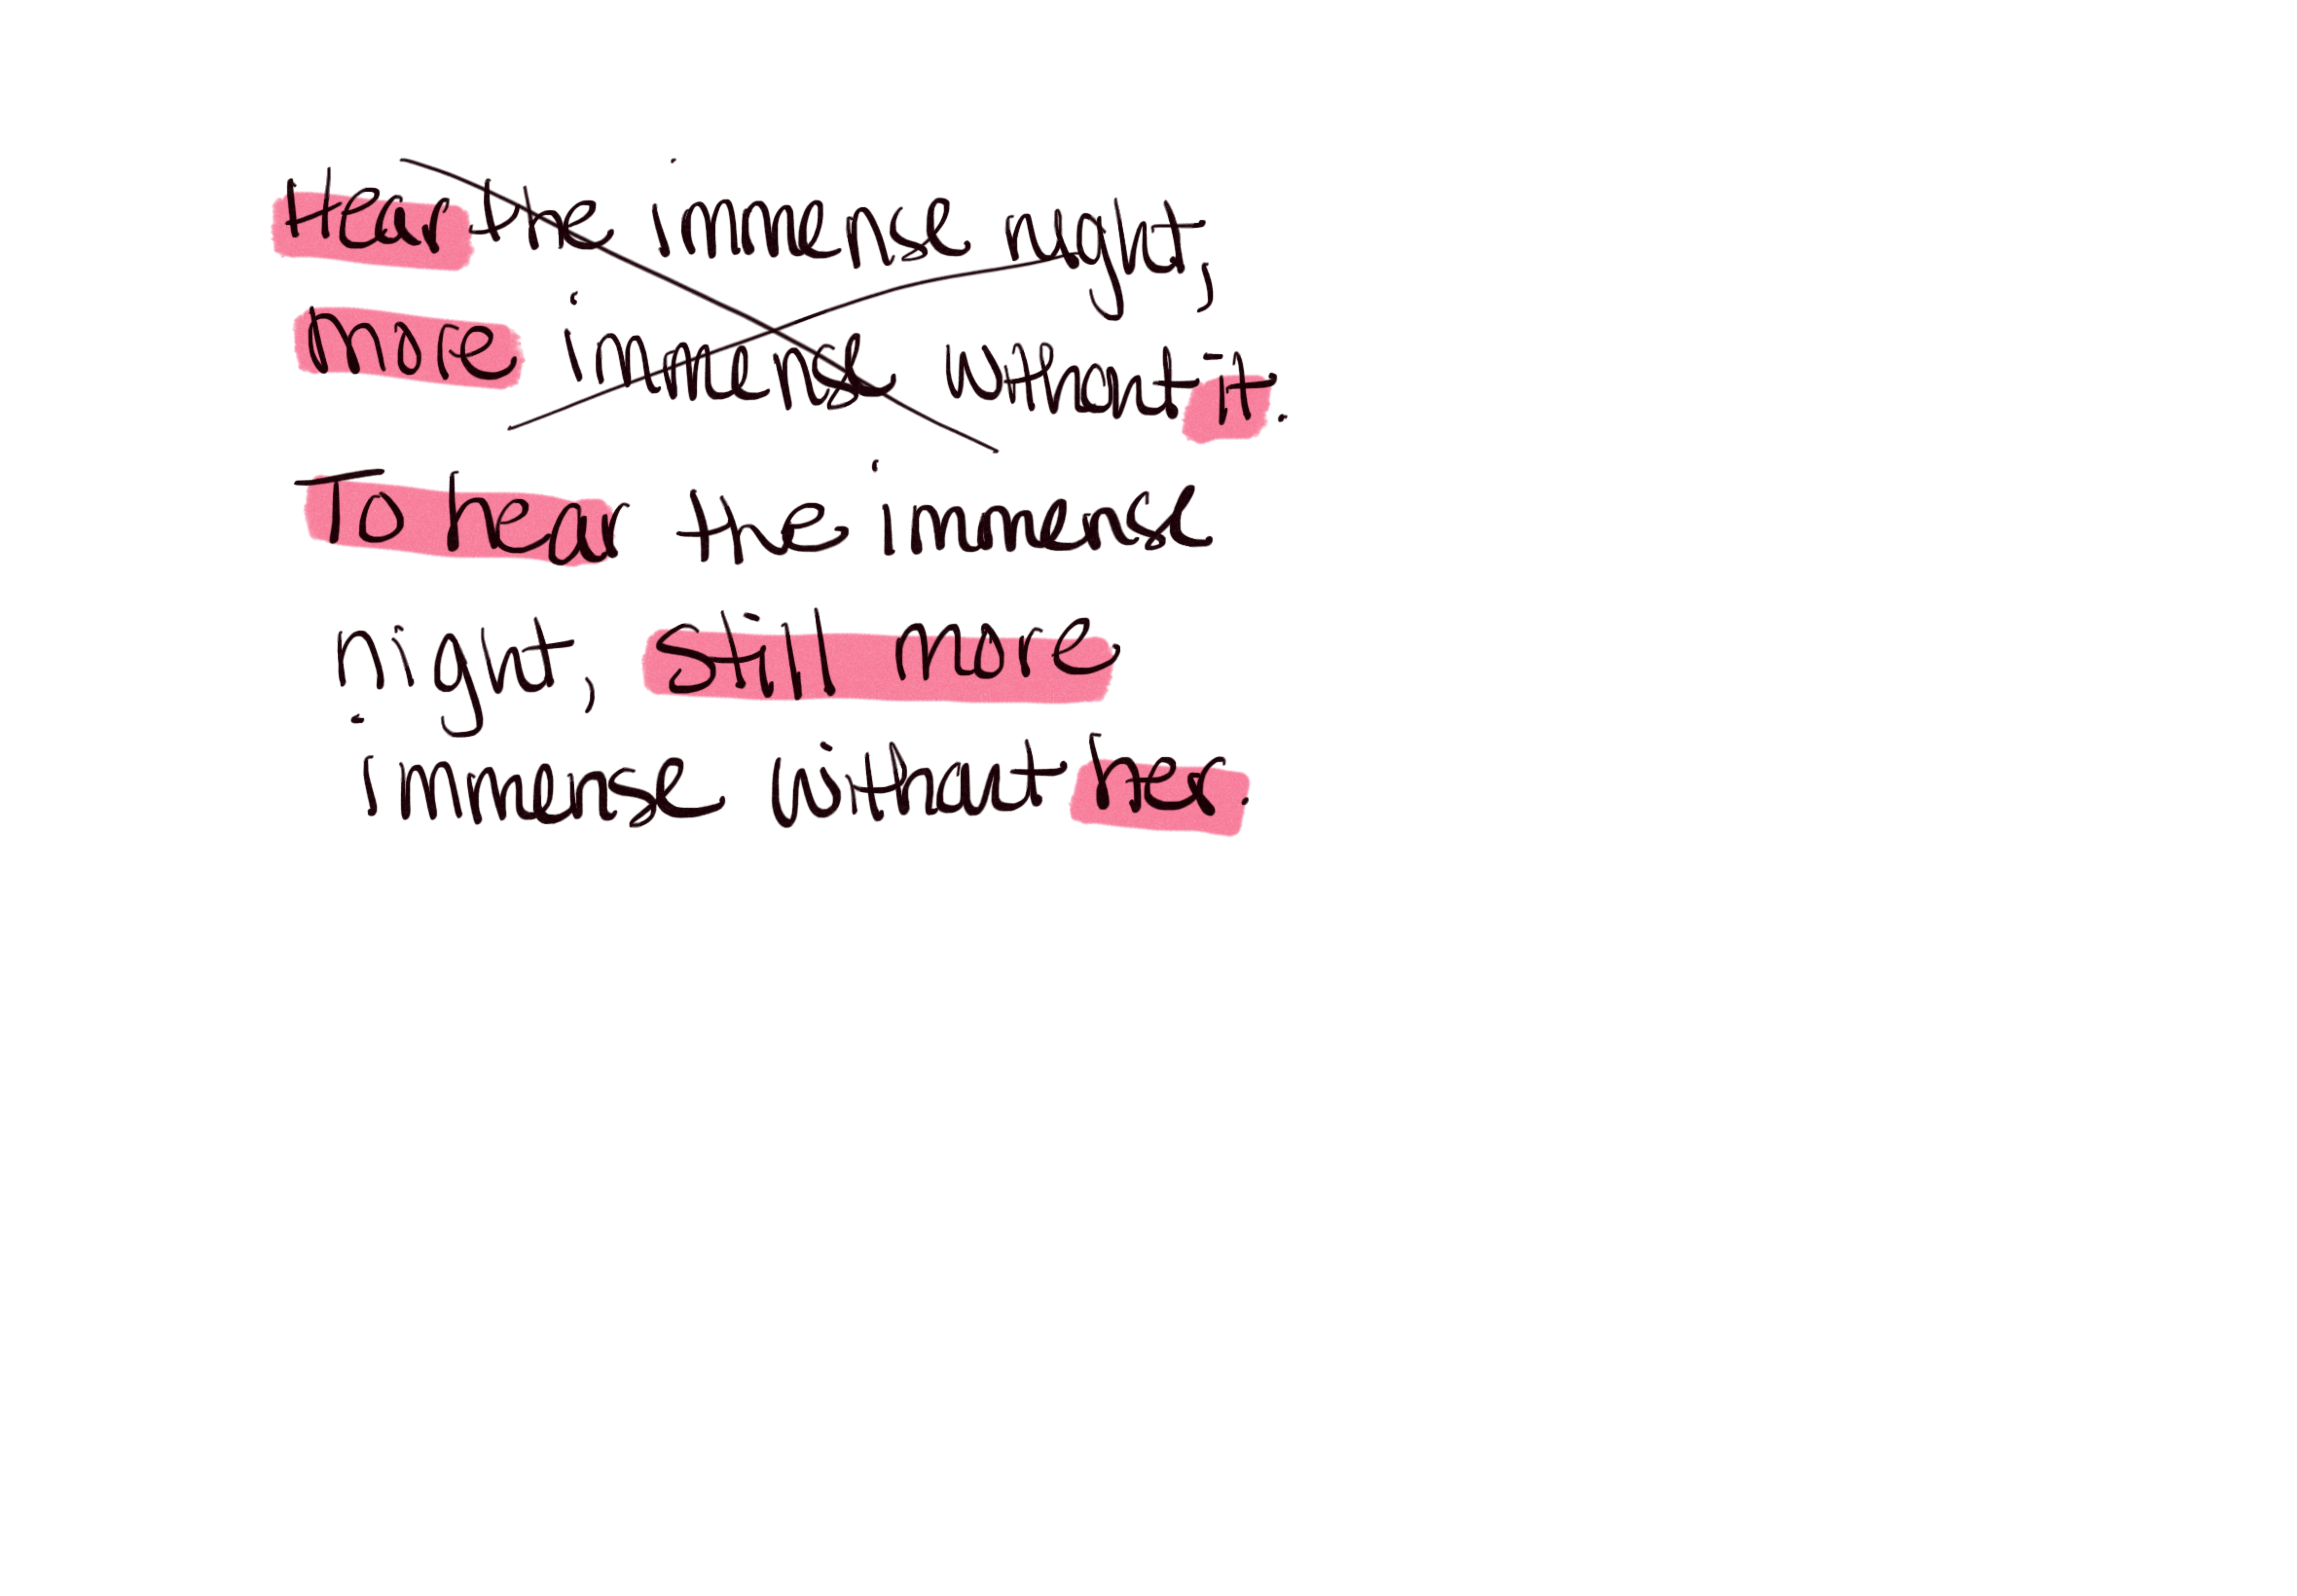 Hear the immense night,
more immense without it.
To hear the immense
night, still more
immense without her.